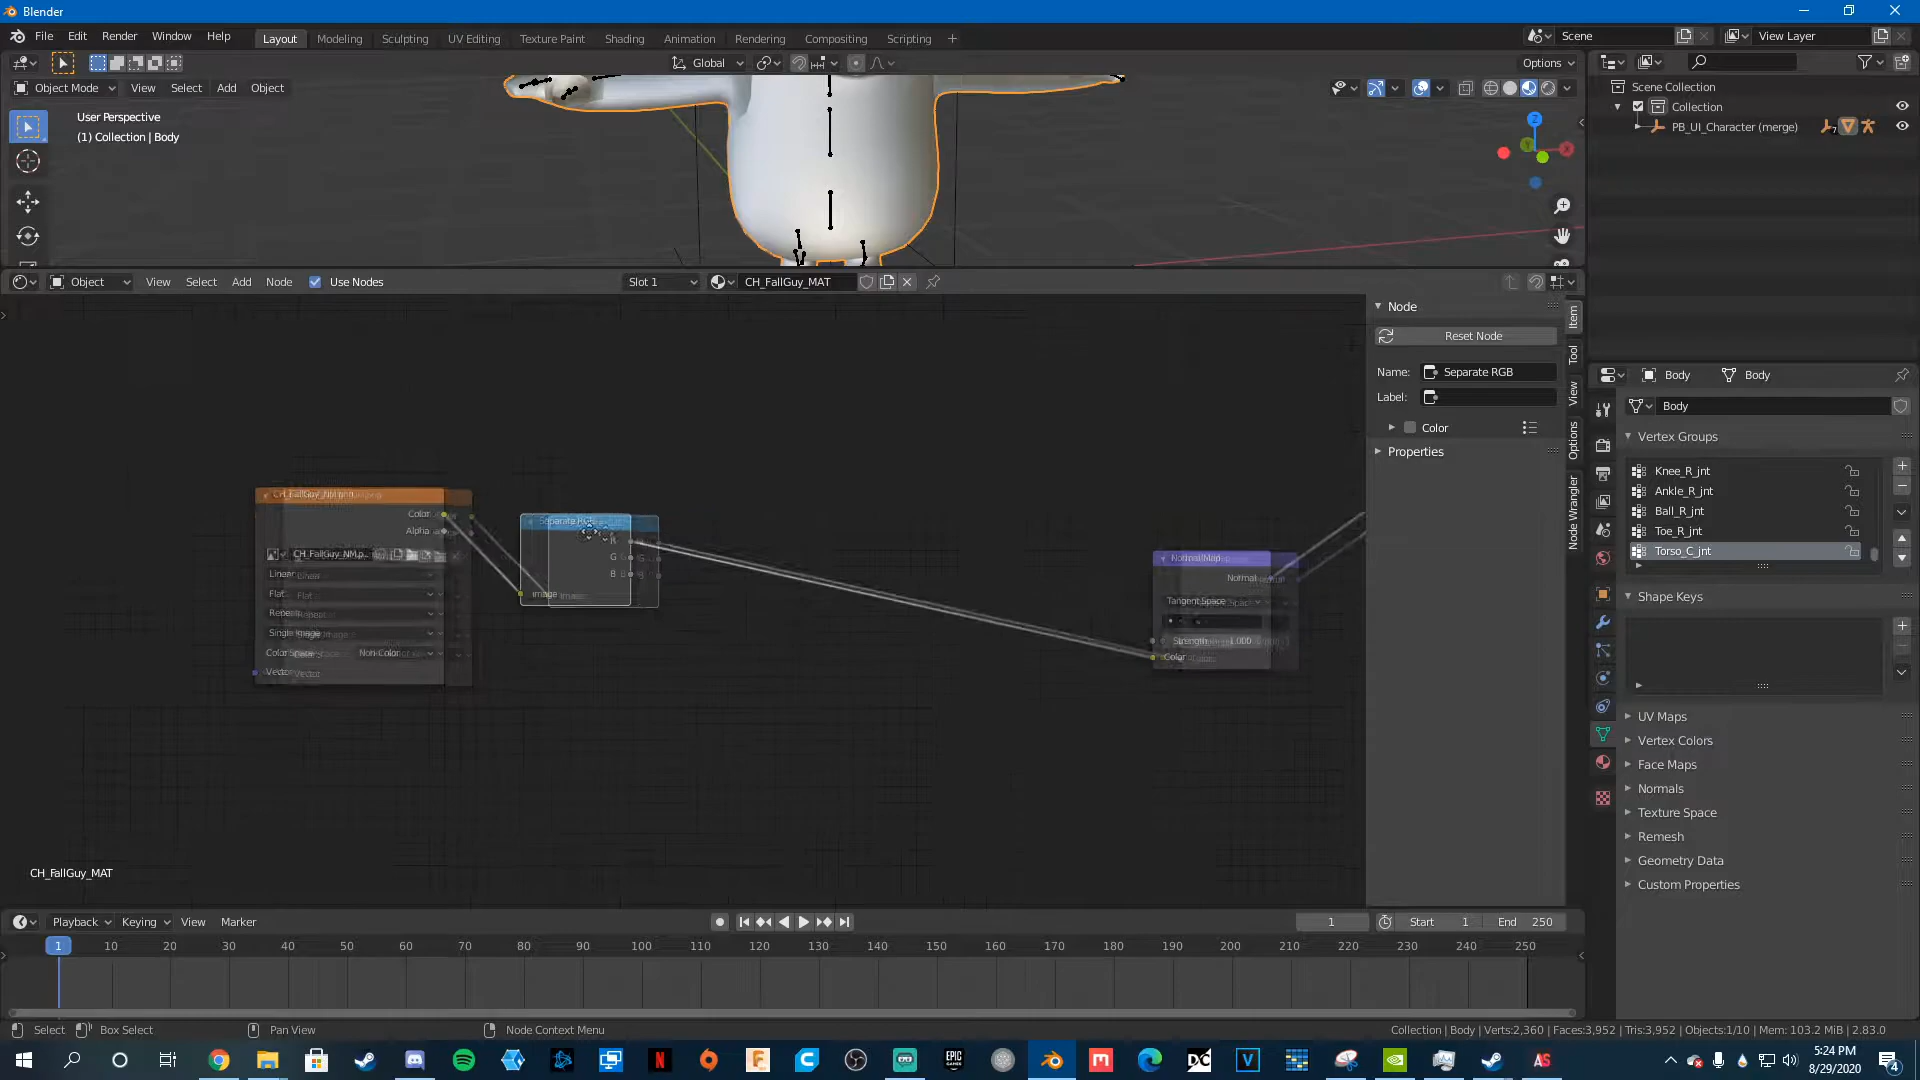 Blender
File Edit Render Window Help Layout Modeling Sculpting UV Editing Texture Paint Shading Animation Rendering Compositing Scripting + Scene View Layer
Global Options
Object Mode View Select Add Object
User Perspective
(1) Collection | Body
Z
Scene Collection
Collection
PB_UI_Character (merge)
Object View Select Add Node Use Nodes Slot 1 CH_FallGuy_MAT
Node
Reset Node
Name: Separate RGB
Label:
Color
Properties
Item
Tool
View
Options
Node Wrangler
Color
Alpha
CH_FallGuy_NM.p
Linear
Flat
Repeat
Single Image
Color Space Non-Color
Vector
Separate RGB
R
G
B
Image
Normal Map
Normal
Tangent Space
Strength 1.000
Color
CH_FallGuy_MAT
Body Body
Body
Vertex Groups
Knee_R_jnt
Ankle_R_jnt
Ball_R_jnt
Toe_R_jnt
Torso_C_jnt
Shape Keys
UV Maps
Vertex Colors
Face Maps
Normals
Texture Space
Remesh
Geometry Data
Custom Properties
Playback Keying View Marker 1 Start 1 End 250
1 10 20 30 40 50 60 70 80 90 100 110 120 130 140 150 160 170 180 190 200 210 220 230 240 250
Select Box Select Pan View Node Context Menu Collection | Body | Verts:2,360 | Faces:3,952 | Tris:3,952 | Objects:1/10 | Mem: 103.2 MiB | 2.83.0
5:24 PM
8/29/2020
4